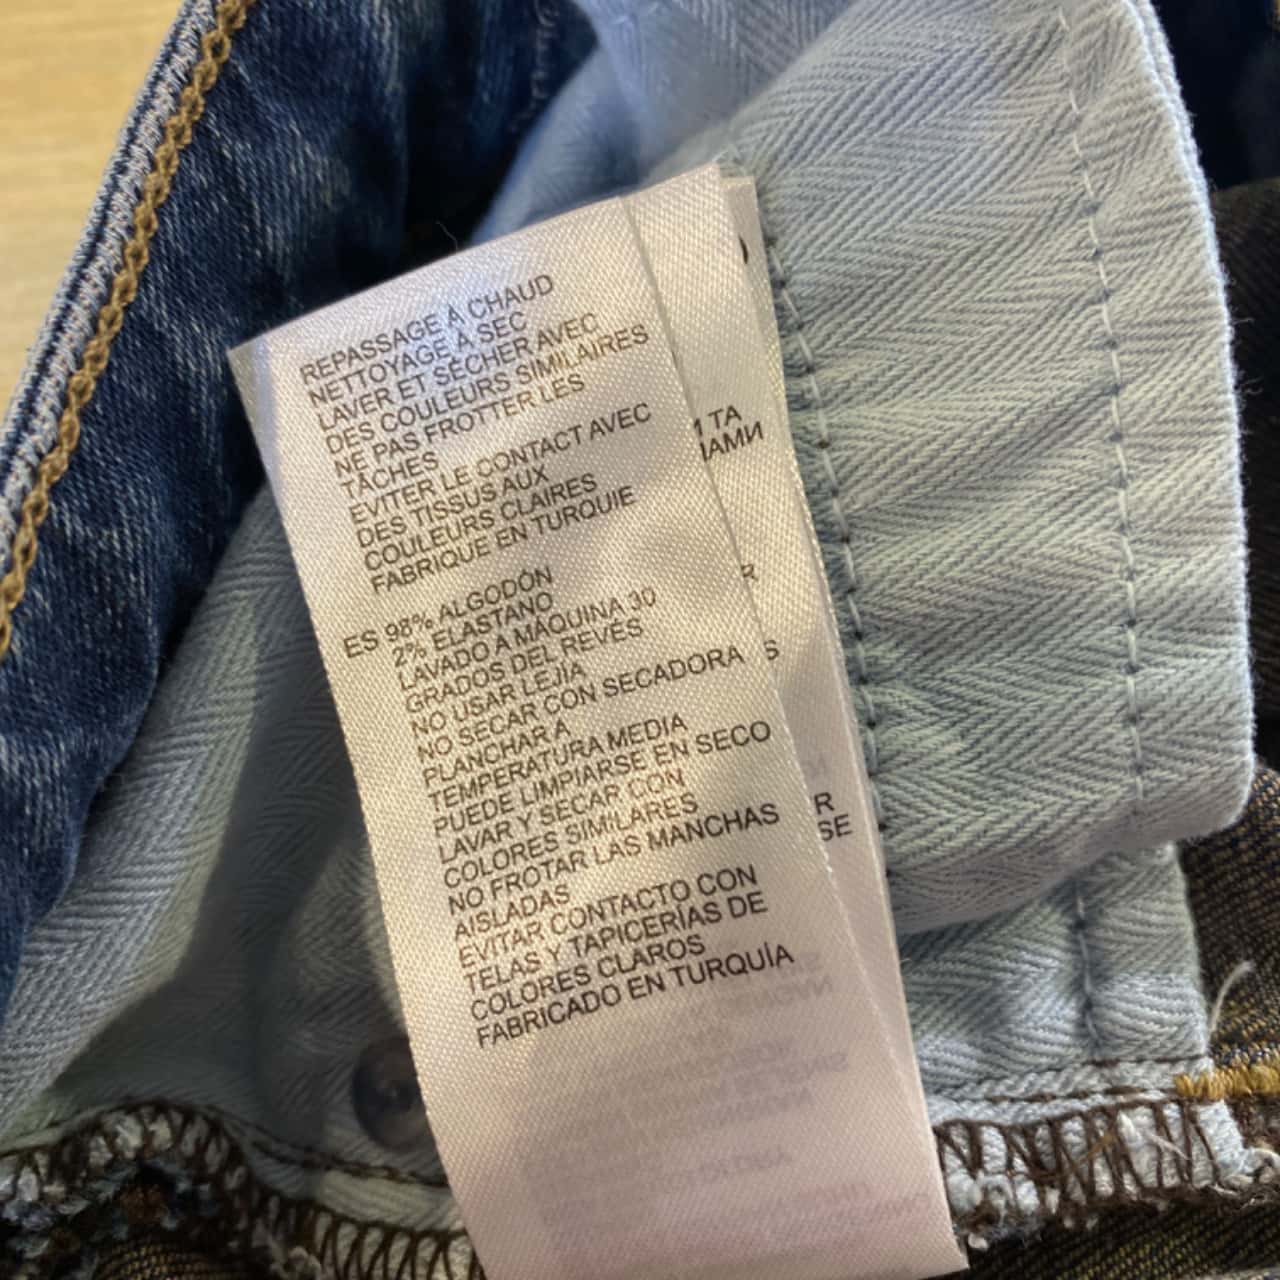 REPASSAGE À CHAUD
NETTOYAGE À SEC
LAVER ET SÉCHER AVEC
DES COULEURS SIMILAIRES
NE PAS FROTTER LES
TÂCHES
EVITER LE CONTACT AVEC
DES TISSUS AUX
COULEURS CLAIRES
FABRIQUE EN TURQUIE
ES 98% ALGODÓN
2% ELASTANO
LAVADO A MÁQUINA 30
GRADOS DEL REVÉS
NO USAR LEJÍA
NO SECAR CON SECADORA
PLANCHAR A
TEMPERATURA MEDIA
PUEDE LIMPIARSE EN SECO
LAVAR Y SECAR CON
COLORES SIMILARES
NO FROTAR LAS MANCHAS
AISLADAS
EVITAR CONTACTO CON
TELAS Y TAPICERÍAS DE
COLORES CLAROS
FABRICADO EN TURQUÍA